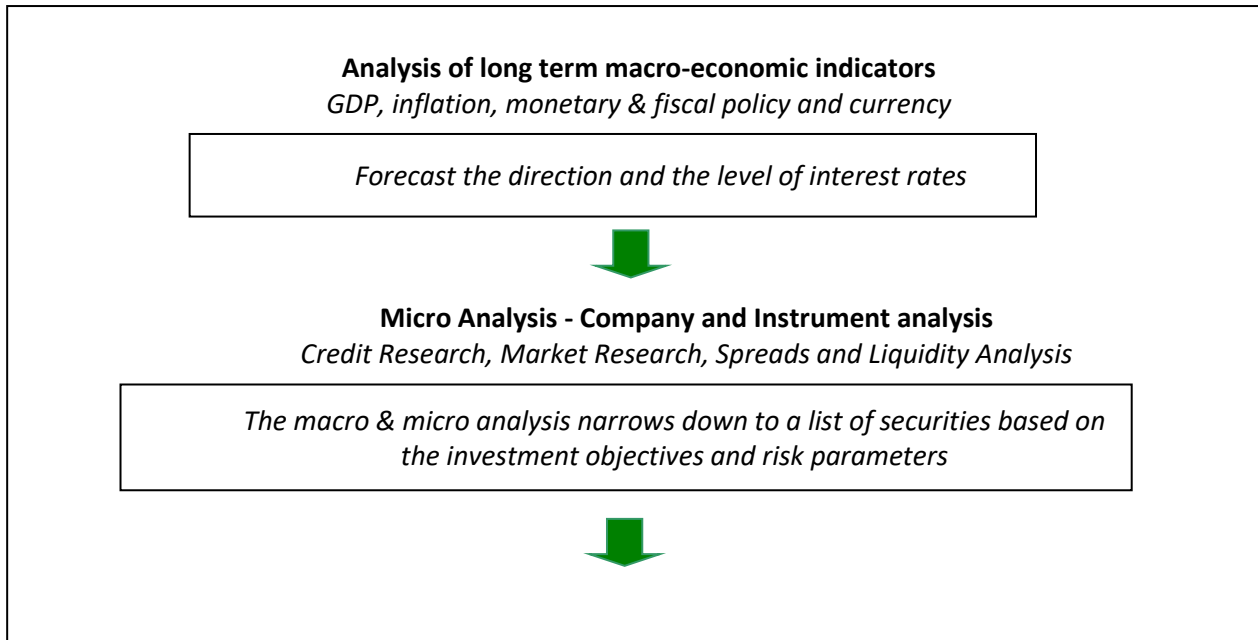 Analysis of long term macro-economic indicators
GDP, inflation, monetary & fiscal policy and currency
Forecast the direction and the level of interest rates
Micro Analysis - Company and Instrument analysis
Credit Research, Market Research, Spreads and Liquidity Analysis
The macro & micro analysis narrows down to a list of securities based on
the investment objectives and risk parameters